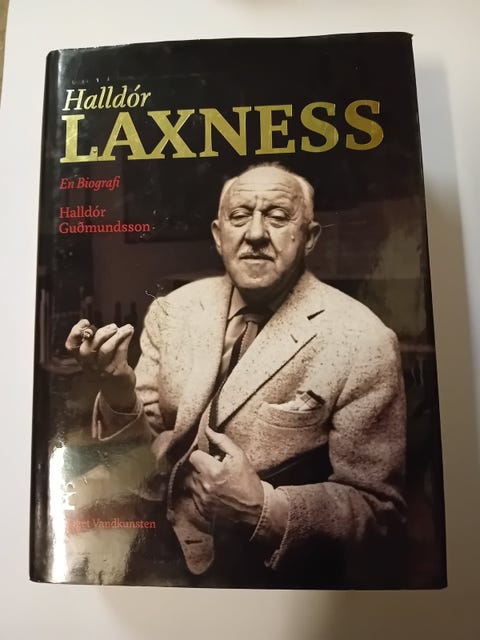 Halldór
LAXNESS
En Biografi
Halldór
Guðmundsson
Vandkunsten